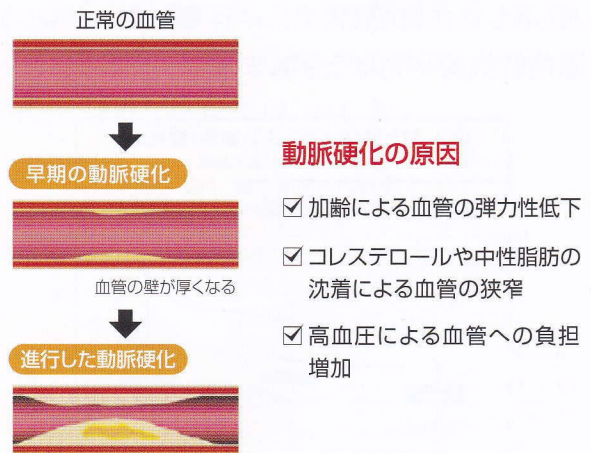 正常の血管
早期の動脈硬化
血管の壁が厚くなる
進行した動脈硬化
動脈硬化の原因
☑ 加齢による血管の弾力性低下
☑ コレステロールや中性脂肪の
沈着による血管の狭窄
☑ 高血圧による血管への負担
増加